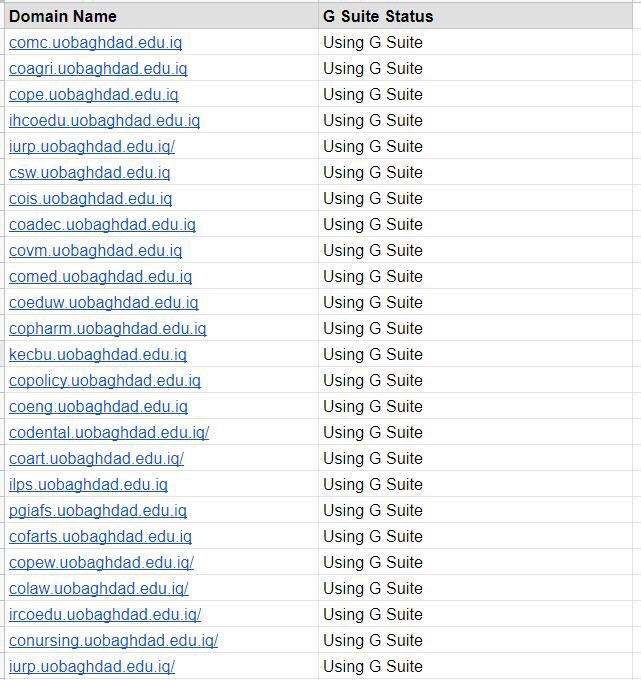 Domain Name G Suite Status
comc.uobaghdad.edu.iq Using G Suite
coagri.uobaghdad.edu.iq Using G Suite
cope.uobaghdad.edu.iq Using G Suite
ihcoedu.uobaghdad.edu.iq Using G Suite
iurp.uobaghdad.edu.iq/ Using G Suite
csw.uobaghdad.edu.iq Using G Suite
cois.uobaghdad.edu.iq Using G Suite
coadec.uobaghdad.edu.iq Using G Suite
covm.uobaghdad.edu.iq Using G Suite
comed.uobaghdad.edu.iq Using G Suite
coeduw.uobaghdad.edu.iq Using G Suite
copharm.uobaghdad.edu.iq Using G Suite
kecbu.uobaghdad.edu.iq Using G Suite
copolicy.uobaghdad.edu.iq Using G Suite
coeng.uobaghdad.edu.iq Using G Suite
codental.uobaghdad.edu.iq/ Using G Suite
coart.uobaghdad.edu.iq/ Using G Suite
ilps.uobaghdad.edu.iq Using G Suite
pgiafs.uobaghdad.edu.iq Using G Suite
cofarts.uobaghdad.edu.iq Using G Suite
copew.uobaghdad.edu.iq/ Using G Suite
colaw.uobaghdad.edu.iq/ Using G Suite
ircoedu.uobaghdad.edu.iq/ Using G Suite
conursing.uobaghdad.edu.iq/ Using G Suite
iurp.uobaghdad.edu.iq/ Using G Suite